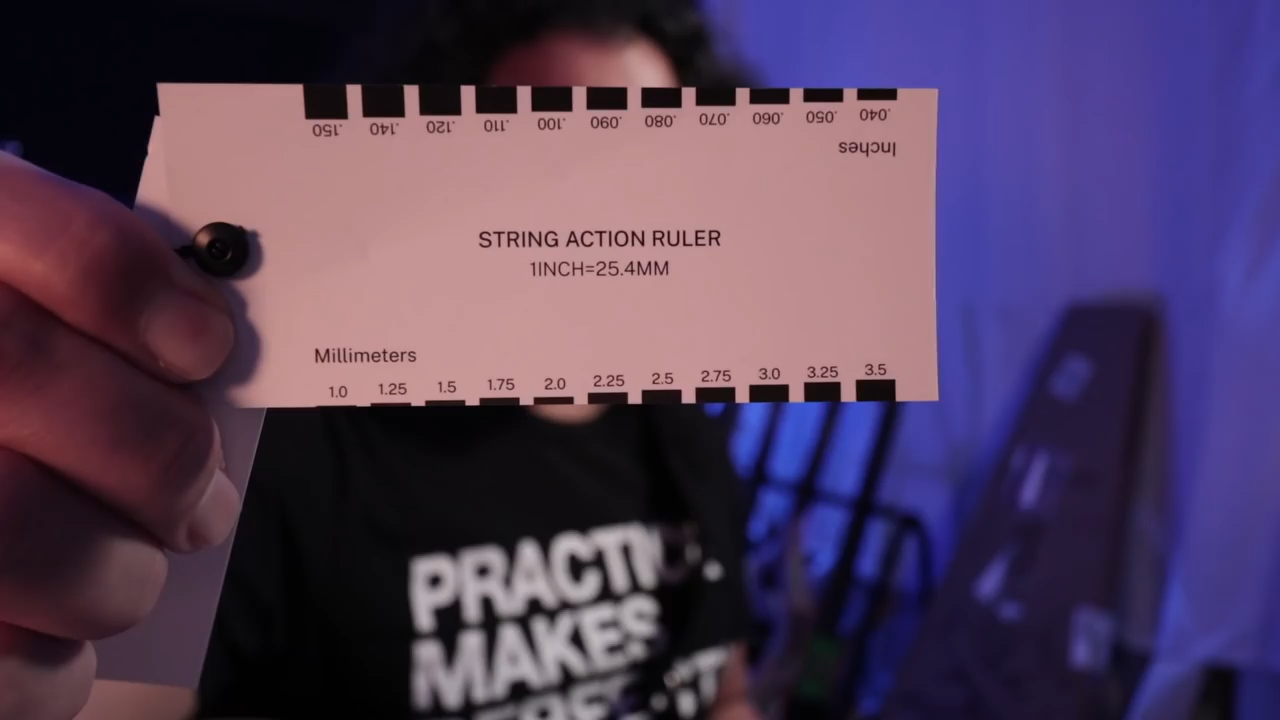 .150 .140 .120 .110 .100 .090 .080 .070 .060 .050 .040
Inches
STRING ACTION RULER
1INCH=25.4MM
Millimeters
1.0 1.25 1.5 1.75 2.0 2.25 2.5 2.75 3.0 3.25 3.5
MAKES